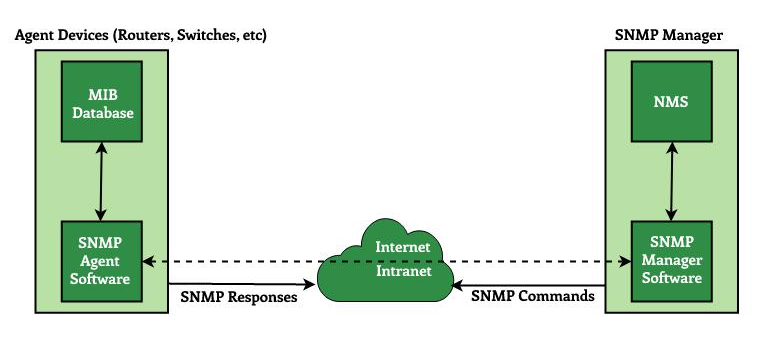 Agent Devices (Routers, Switches, etc)
SNMP Manager
MIB
Database
NMS
SNMP
Agent
Software
Internet
Intranet
SNMP
Manager
Software
SNMP Responses
SNMP Commands